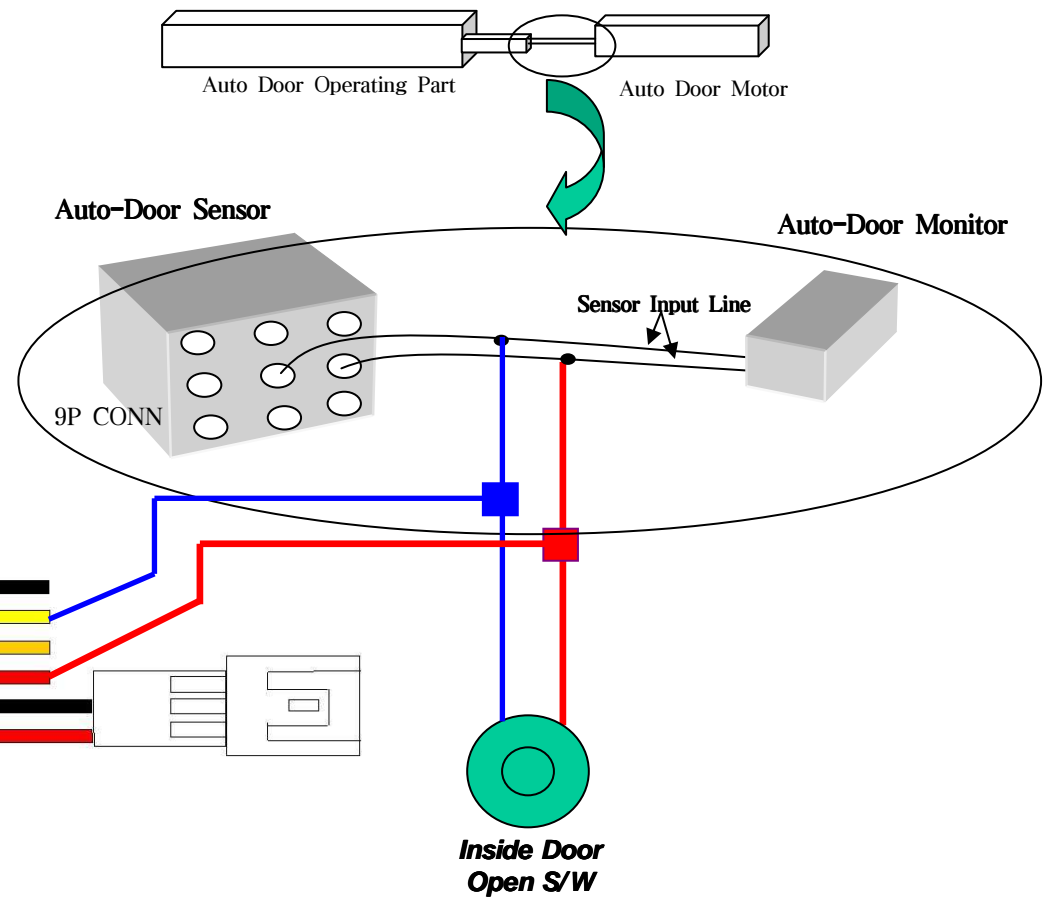 Auto Door Operating Part
Auto Door Motor
Auto-Door Sensor
Auto-Door Monitor
Sensor Input Line
9P CONN
Inside Door
Open S/W